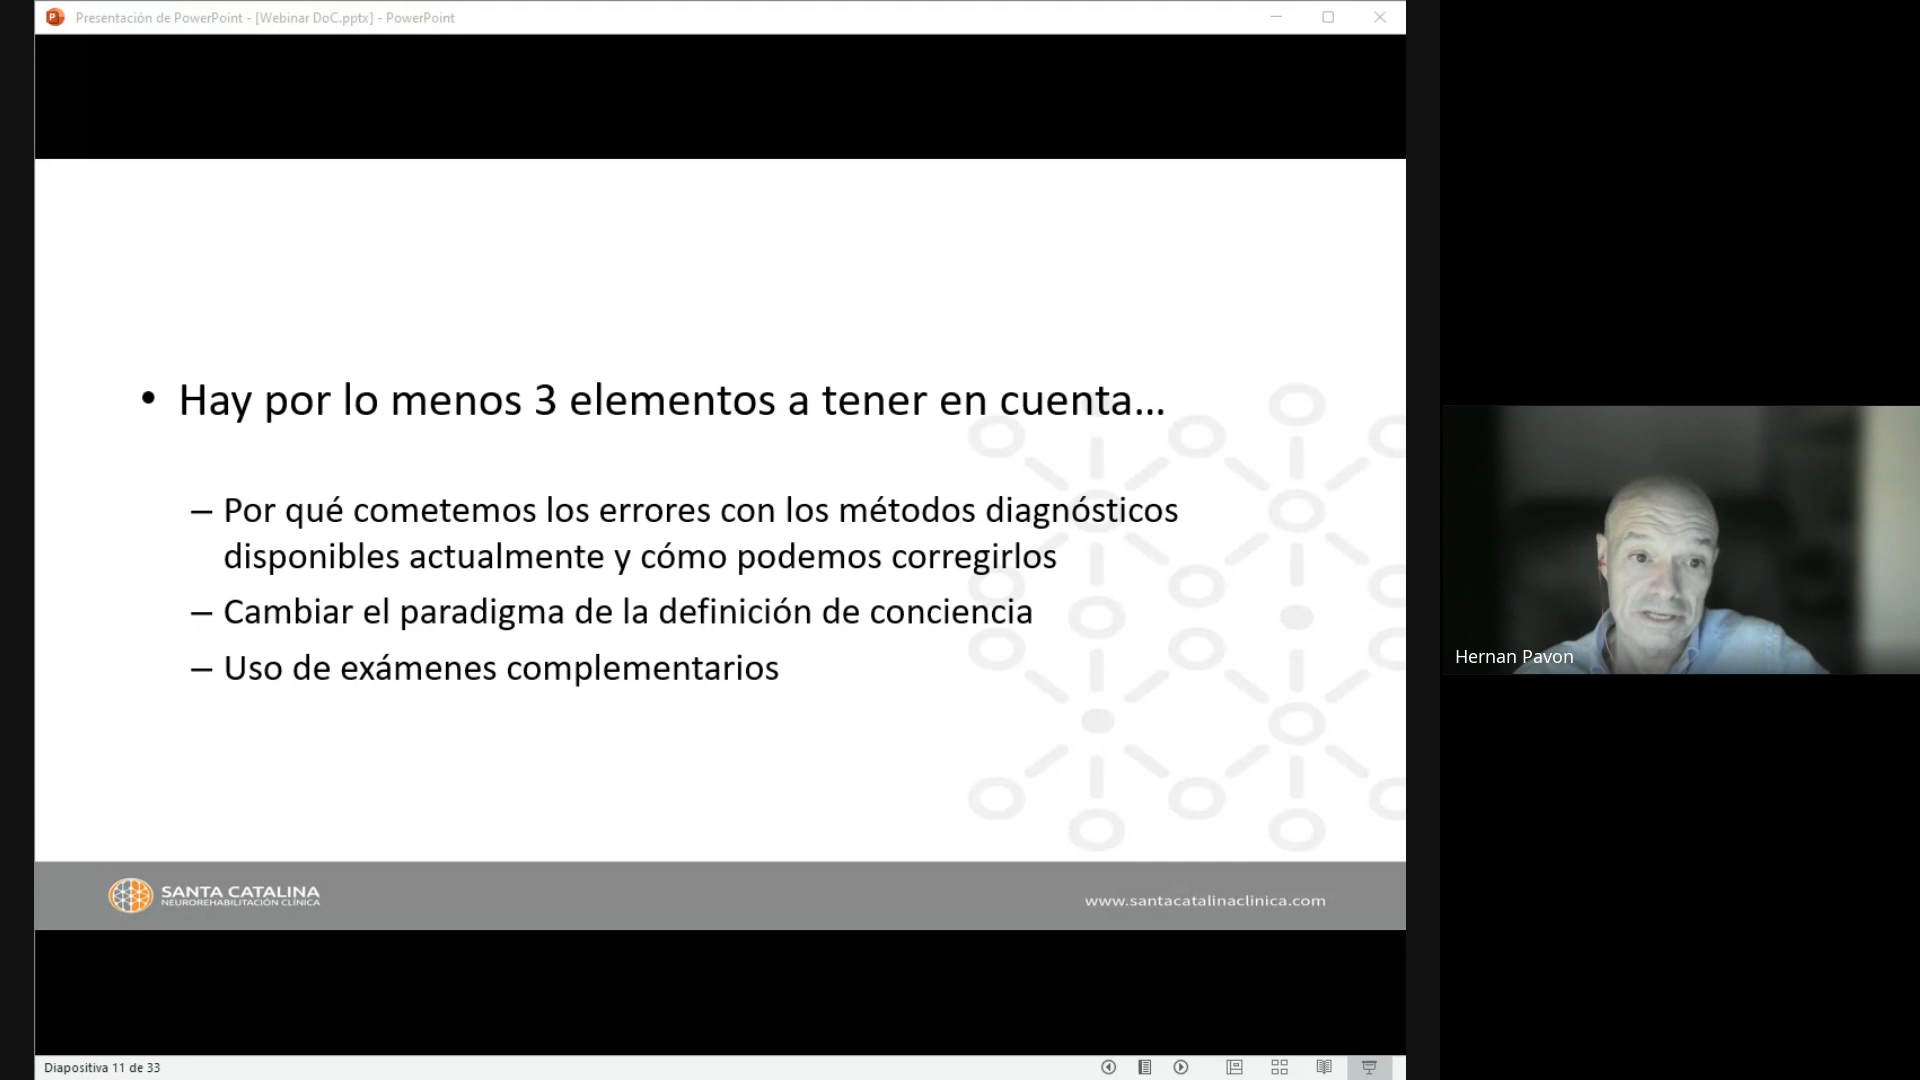 Presentación de PowerPoint - [Webinar DoC.pptx] - PowerPoint
• Hay por lo menos 3 elementos a tener en cuenta...
– Por qué cometemos los errores con los métodos diagnósticos
disponibles actualmente y cómo podemos corregirlos
– Cambiar el paradigma de la definición de conciencia
– Uso de exámenes complementarios
Hernan Pavon
SANTA CATALINA
NEUROREHABILITACIÓN CLÍNICA
www.santacatalinaclinica.com
Diapositiva 11 de 33